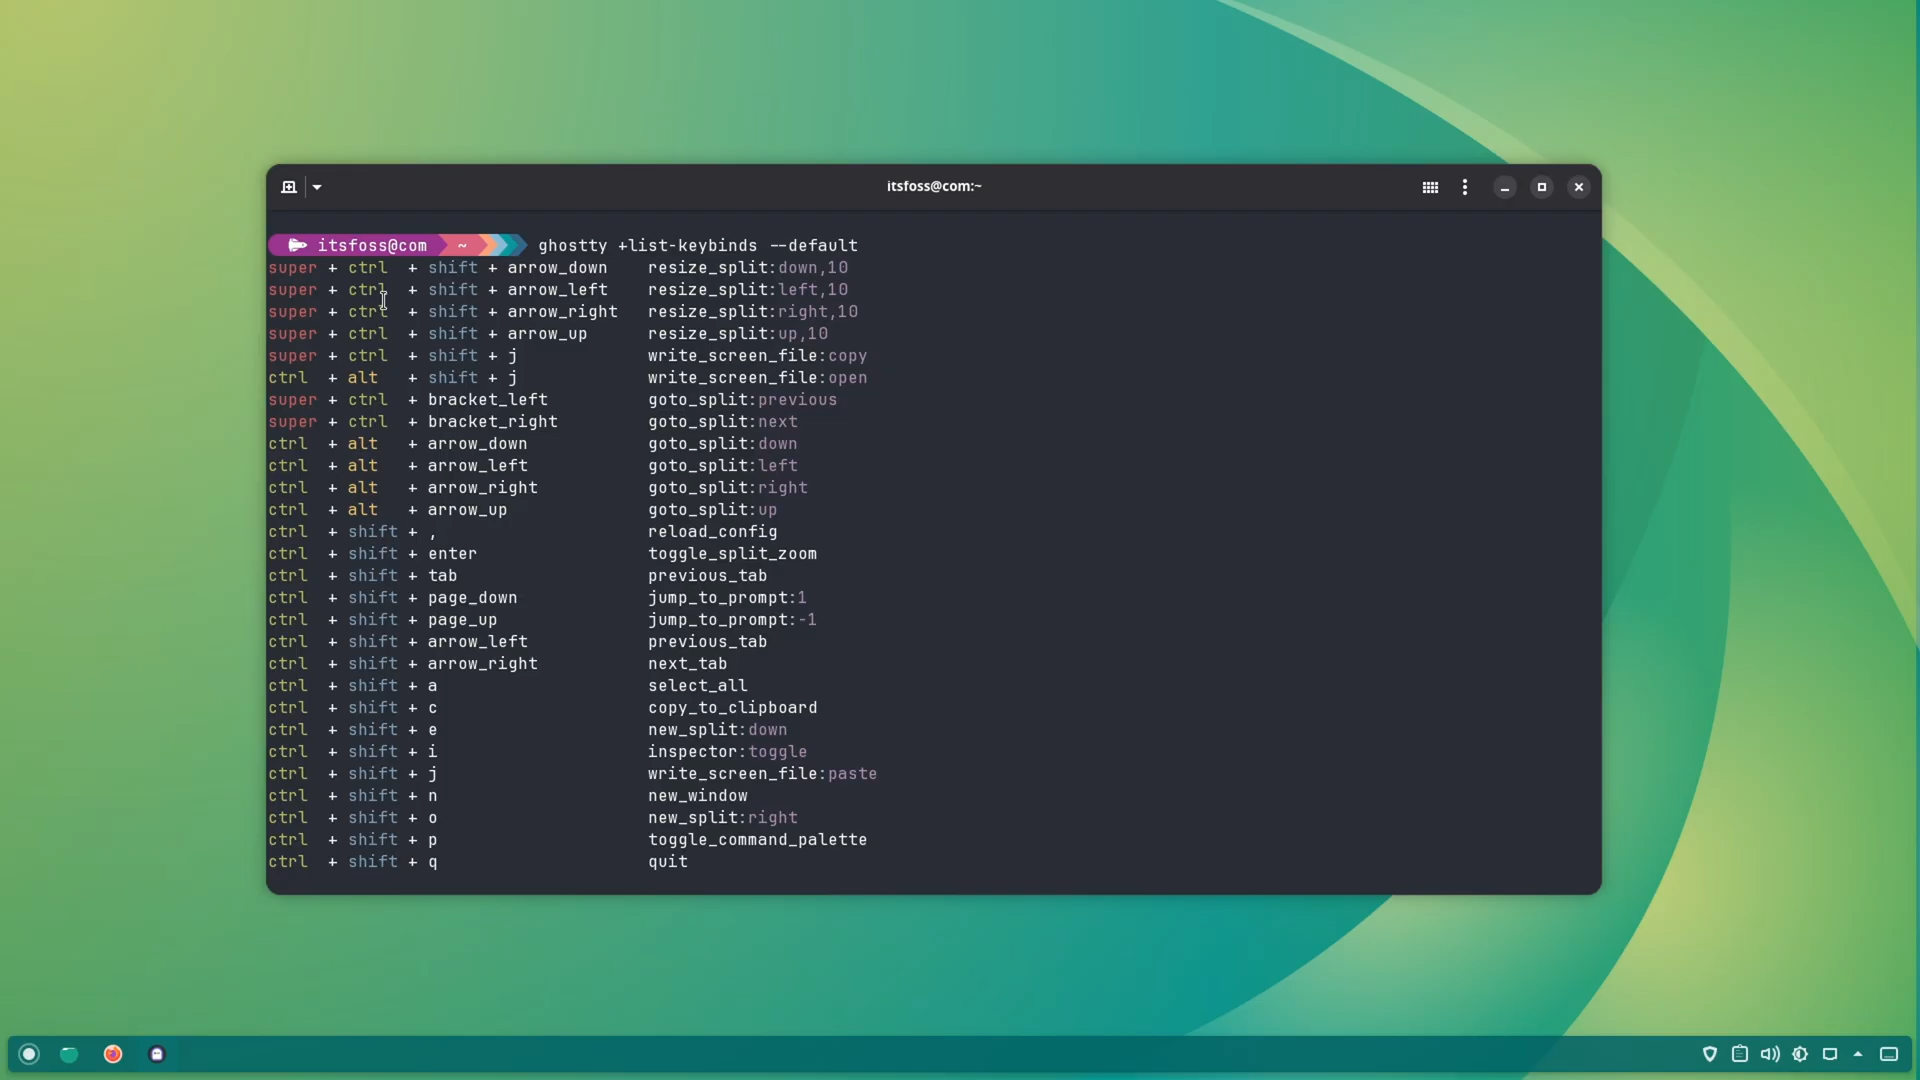 itsfoss@com:~
itsfoss@com ~ ghostty +list-keybinds --default
super + ctrl + shift + arrow_down resize_split:down,10
super + ctrl + shift + arrow_left resize_split:left,10
super + ctrl + shift + arrow_right resize_split:right,10
super + ctrl + shift + arrow_up resize_split:up,10
super + ctrl + shift + j write_screen_file:copy
ctrl + alt + shift + j write_screen_file:open
super + ctrl + bracket_left goto_split:previous
super + ctrl + bracket_right goto_split:next
ctrl + alt + arrow_down goto_split:down
ctrl + alt + arrow_left goto_split:left
ctrl + alt + arrow_right goto_split:right
ctrl + alt + arrow_up goto_split:up
ctrl + shift + , reload_config
ctrl + shift + enter toggle_split_zoom
ctrl + shift + tab previous_tab
ctrl + shift + page_down jump_to_prompt:1
ctrl + shift + page_up jump_to_prompt:-1
ctrl + shift + arrow_left previous_tab
ctrl + shift + arrow_right next_tab
ctrl + shift + a select_all
ctrl + shift + c copy_to_clipboard
ctrl + shift + e new_split:down
ctrl + shift + i inspector:toggle
ctrl + shift + j write_screen_file:paste
ctrl + shift + n new_window
ctrl + shift + o new_split:right
ctrl + shift + p toggle_command_palette
ctrl + shift + q quit